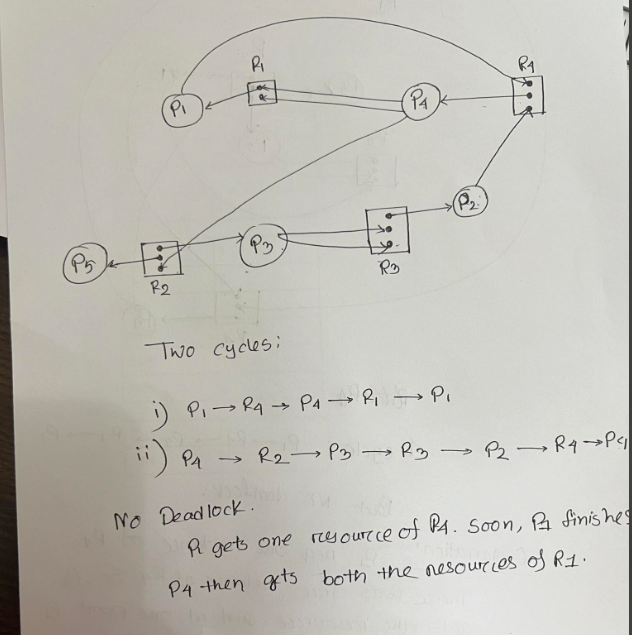 R1
R4
P1
P4
P2
P3
P5
R3
R2
Two cycles:
i) P1 → R4 → P4 → R1 → P1
ii) P4 → R2 → P3 → R3 → P2 → R4 → P4
No Deadlock.
P1 gets one resource of R4. Soon, P1 finishes
P4 then gets both the resources of R1.